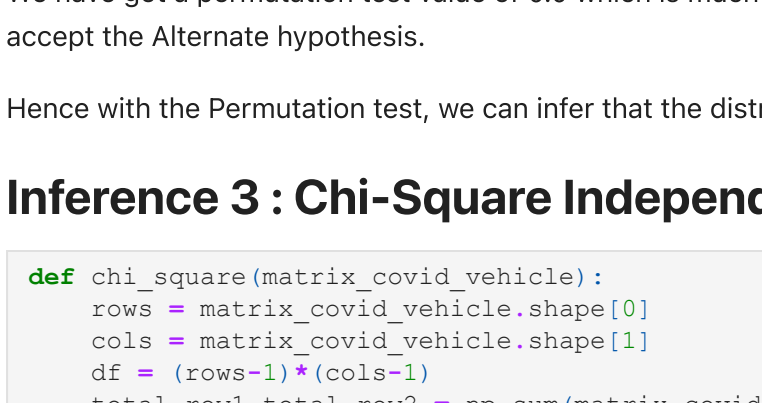 accept the Alternate hypothesis.
Hence with the Permutation test, we can infer that the
Inference 3 : Chi-Square
def chi_square(matrix_covid_vehicle):
rows = matrix_covid_vehicle.shape[0]
cols = matrix_covid_vehicle.shape[1]
df = (rows-1)*(cols-1)